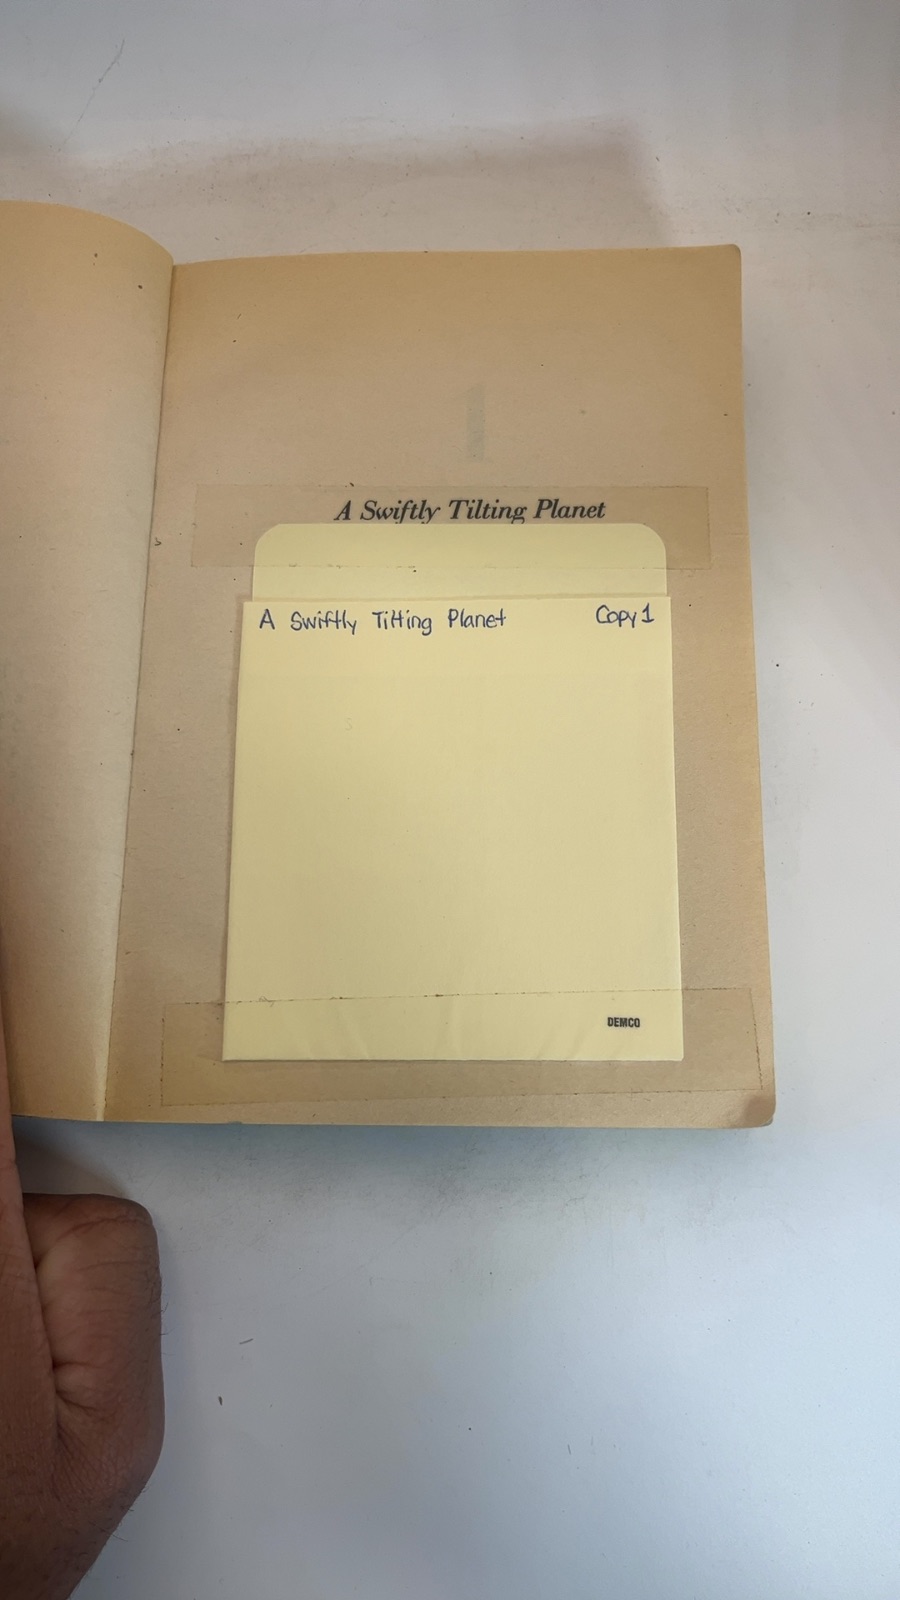 A Swiftly Tilting Planet
A Swiftly Tilting Planet Copy 1
DEMCO